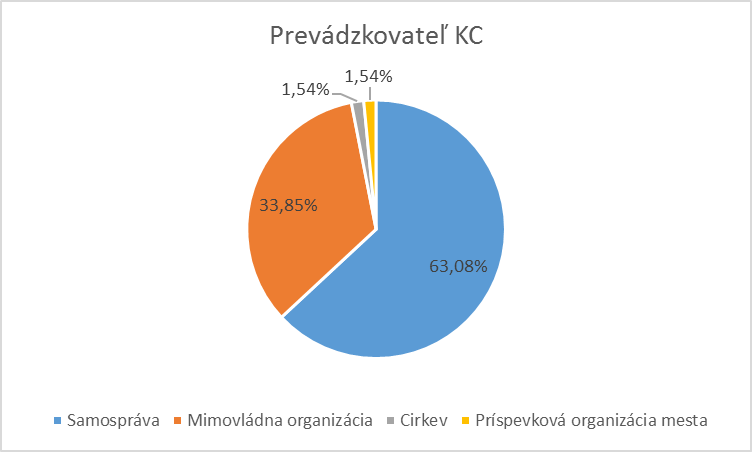 Prevádzkovateľ KC
1,54%
1,54%
33,85%
63,08%
Samospráva Mimovládna organizácia Cirkev Príspevková organizácia mesta